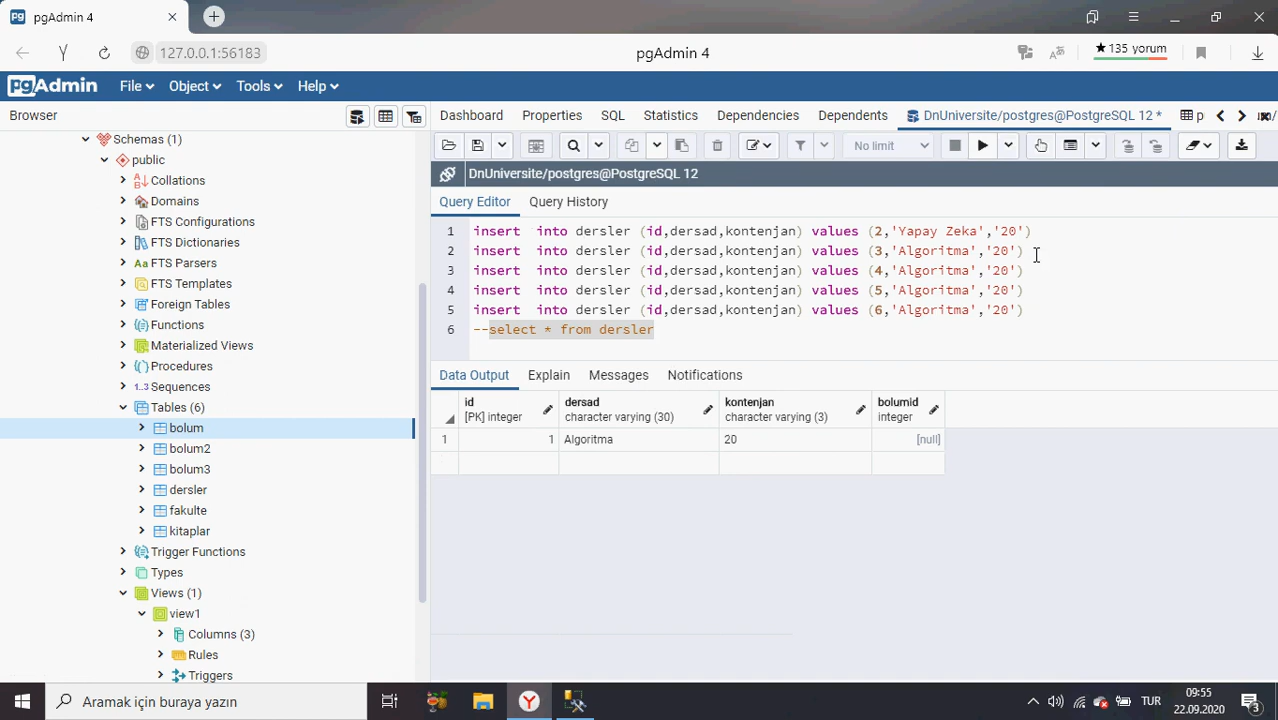 pgAdmin 4
127.0.0.1:56183
pgAdmin 4
★ 135 yorum
pgAdmin
File
Object
Tools
Help
Browser
Dashboard
Properties
SQL
Statistics
Dependencies
Dependents
DnUniversite/postgres@PostgreSQL 12 *
No limit
DnUniversite/postgres@PostgreSQL 12
Query Editor
Query History
1 insert  into dersler (id,dersad,kontenjan) values (2,'Yapay Zeka','20')
2 insert  into dersler (id,dersad,kontenjan) values (3,'Algoritma','20')
3 insert  into dersler (id,dersad,kontenjan) values (4,'Algoritma','20')
4 insert  into dersler (id,dersad,kontenjan) values (5,'Algoritma','20')
5 insert  into dersler (id,dersad,kontenjan) values (6,'Algoritma','20')
6 --select * from dersler
Data Output
Explain
Messages
Notifications
id
[PK] integer
dersad
character varying (30)
kontenjan
character varying (3)
bolumid
integer
1 1 Algoritma 20 [null]
Schemas (1)
public
Collations
Domains
FTS Configurations
FTS Dictionaries
Aa FTS Parsers
FTS Templates
Foreign Tables
Functions
Materialized Views
Procedures
1..3 Sequences
Tables (6)
bolum
bolum2
bolum3
dersler
fakulte
kitaplar
Trigger Functions
Types
Views (1)
view1
Columns (3)
Rules
Triggers
Aramak için buraya yazın
TUR
09:55
22.09.2020
3